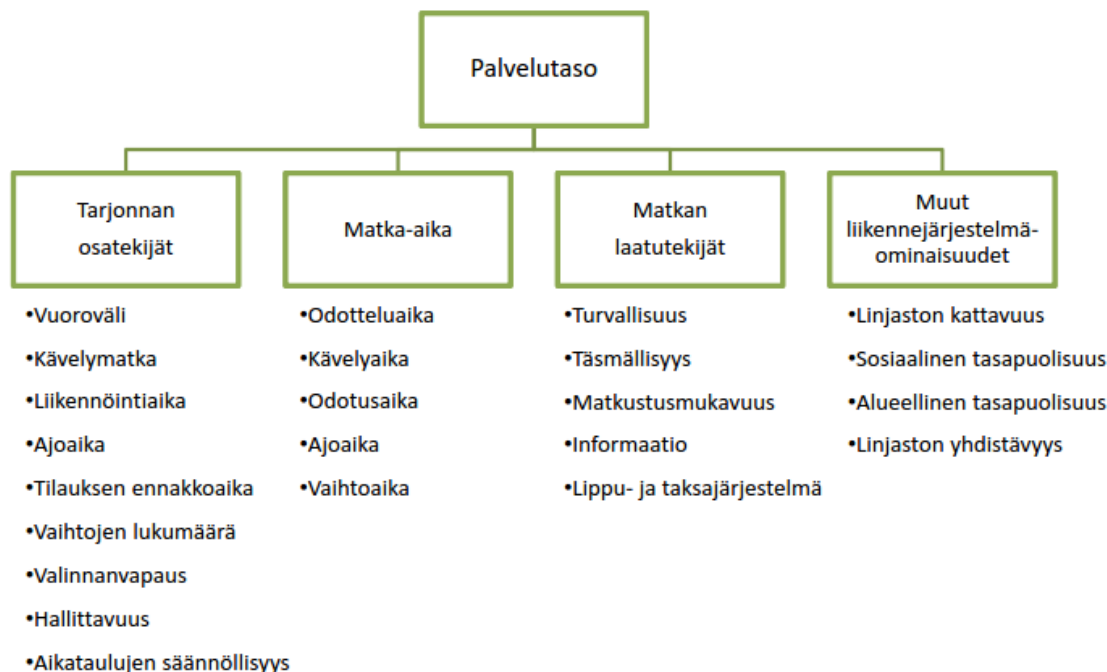 Palvelutaso
Tarjonnan
osatekijät
•Vuoroväli
•Kävelymatka
•Liikennöintiaika
•Ajoaika
•Tilauksen ennakkoaika
•Vaihtojen lukumäärä
•Valinnanvapaus
•Hallittavuus
•Aikataulujen säännöllisyys
Matka-aika
•Odotteluaika
•Kävelyaika
•Odotusaika
•Ajoaika
•Vaihtoaika
Matkan
laatutekijät
•Turvallisuus
•Täsmällisyys
•Matkustusmukavuus
•Informaatio
•Lippu- ja taksajärjestelmä
Muut
liikennejärjestelmä-
ominaisuudet
•Linjaston kattavuus
•Sosiaalinen tasapuolisuus
•Alueellinen tasapuolisuus
•Linjaston yhdistävyys